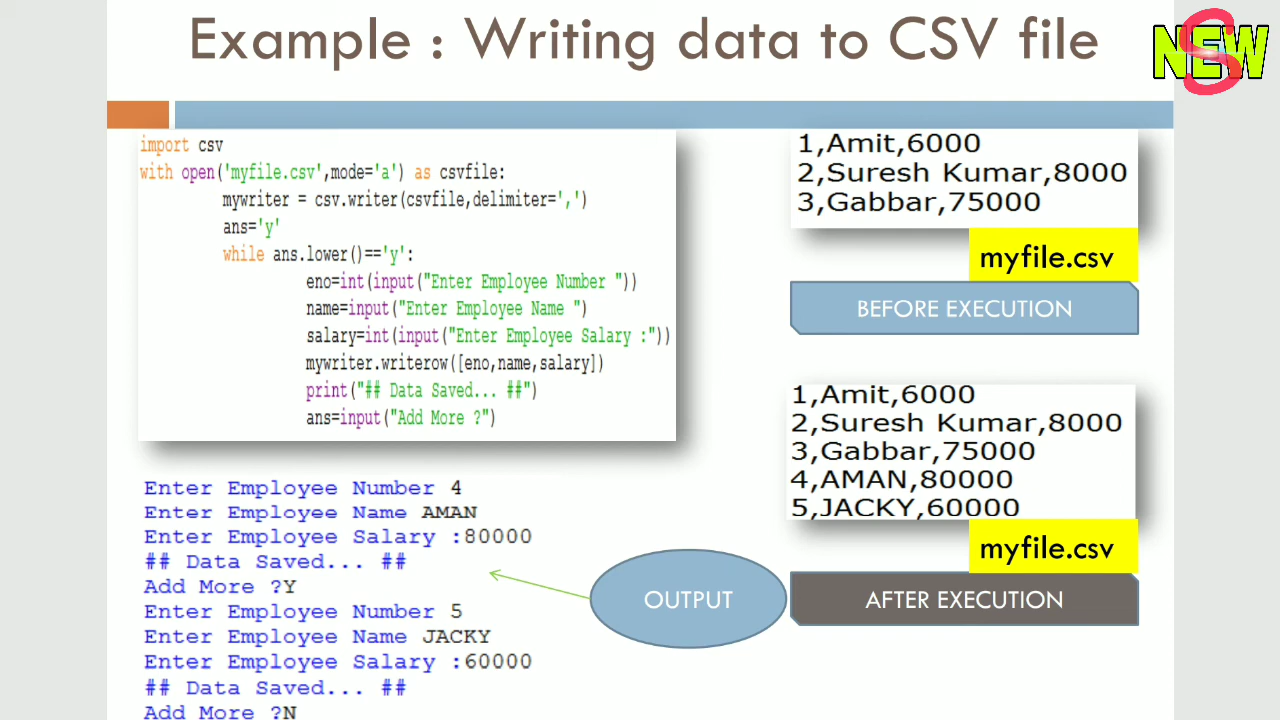 Example : Writing data to CSV file
NEW
S
import csv
with open('myfile.csv',mode='a') as csvfile:
mywriter = csv.writer(csvfile,delimiter=',')
ans='y'
while ans.lower()=='y':
eno=int(input("Enter Employee Number "))
name=input("Enter Employee Name ")
salary=int(input("Enter Employee Salary :"))
mywriter.writerow([eno,name,salary])
print("## Data Saved... ##")
ans=input("Add More ?")
1,Amit,6000
2,Suresh Kumar,8000
3,Gabbar,75000
myfile.csv
BEFORE EXECUTION
1,Amit,6000
2,Suresh Kumar,8000
3,Gabbar,75000
4,AMAN,80000
5,JACKY,60000
myfile.csv
AFTER EXECUTION
Enter Employee Number 4
Enter Employee Name AMAN
Enter Employee Salary :80000
## Data Saved... ##
Add More ?Y
Enter Employee Number 5
Enter Employee Name JACKY
Enter Employee Salary :60000
## Data Saved... ##
Add More ?N
OUTPUT